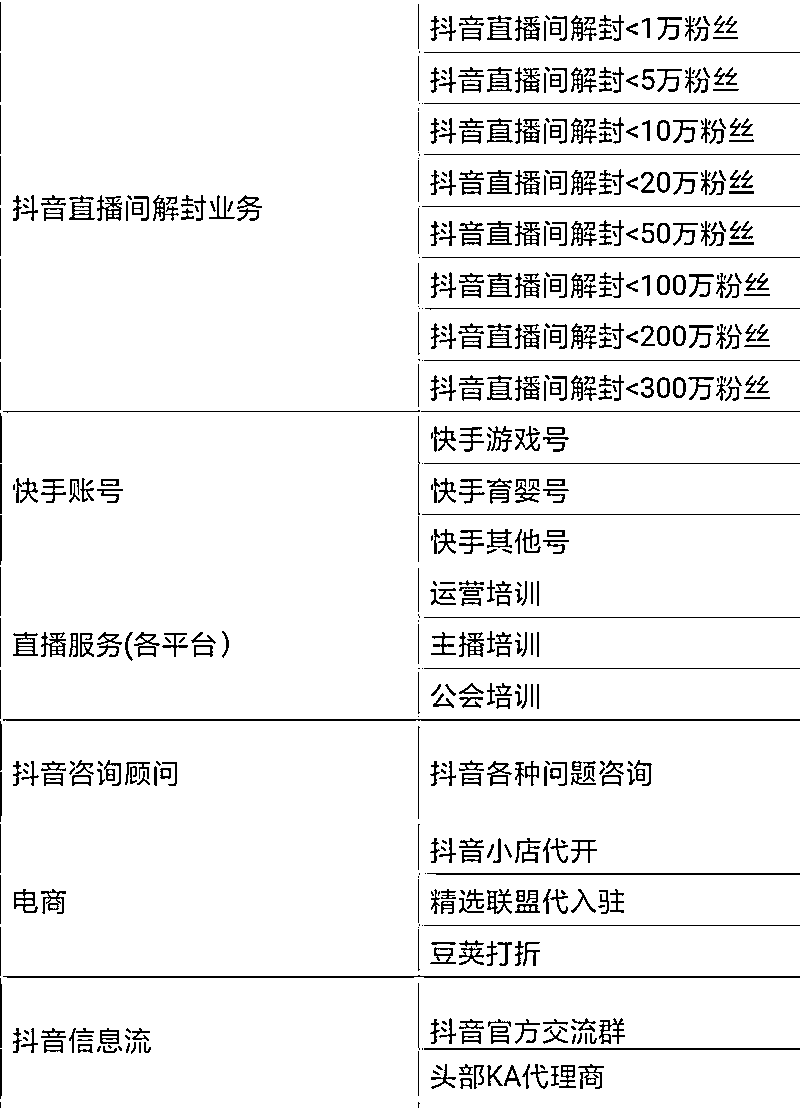 抖音直播间解封业务
抖音直播间解封<1万粉丝
抖音直播间解封<5万粉丝
抖音直播间解封<10万粉丝
抖音直播间解封<20万粉丝
抖音直播间解封<50万粉丝
抖音直播间解封<100万粉丝
抖音直播间解封<200万粉丝
抖音直播间解封<300万粉丝
快手账号
快手游戏号
快手育婴号
快手其他号
直播服务(各平台）
运营培训
主播培训
公会培训
抖音咨询顾问
抖音各种问题咨询
电商
抖音小店代开
精选联盟代入驻
豆荚打折
抖音信息流
抖音官方交流群
头部KA代理商